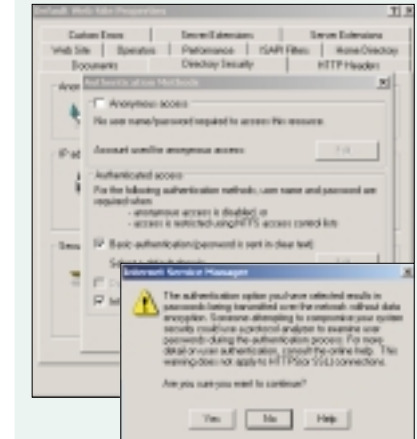 Default Web Site Properties
Custom Errors Server Extensions Server Extensions
Web Site Operators Performance ISAPI Filters Home Directory
Documents Directory Security HTTP Headers
Authentication Methods
Anonymous access
No user name/password required to access this resource.
Account used for anonymous access:
Authenticated access
For the following authentication methods, user name and password are
required when
- anonymous access is disabled, or
- access is restricted using NTFS access control lists
Basic authentication (password is sent in clear text)
Internet Service Manager
The authentication option you have selected results in
passwords being transmitted over the network without data
encryption. Someone attempting to compromise your system
security could use a protocol analyzer to examine user
passwords during the authentication process. For more
detail on user authentication, consult the online help. This
warning does not apply to HTTPS(or SSL) connections.
Are you sure you want to continue?
Yes No Help